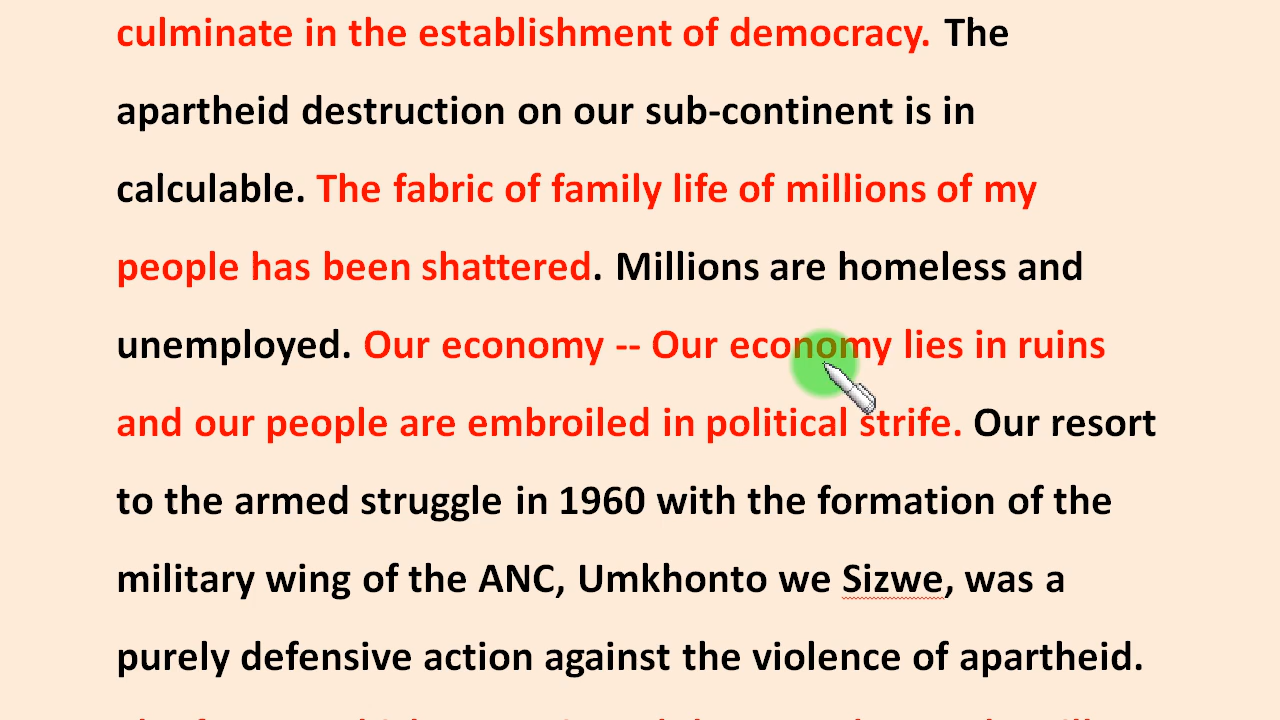 culminate in the establishment of democracy. The
apartheid destruction on our sub-continent is in
calculable. The fabric of family life of millions of my
people has been shattered. Millions are homeless and
unemployed. Our economy -- Our economy lies in ruins
and our people are embroiled in political strife. Our resort
to the armed struggle in 1960 with the formation of the
military wing of the ANC, Umkhonto we Sizwe, was a
purely defensive action against the violence of apartheid.